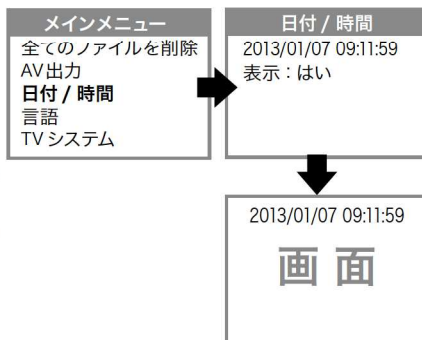 メインメニュー
全てのファイルを削除
AV出力
日付 / 時間
言語
TVシステム
日付 / 時間
2013/01/07 09:11:59
表示：はい
2013/01/07 09:11:59
画面